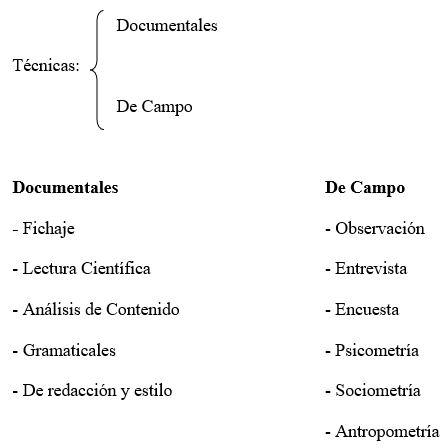 Documentales
Técnicas:
De Campo
Documentales
- Fichaje
- Lectura Científica
- Análisis de Contenido
- Gramaticales
- De redacción y estilo
De Campo
- Observación
- Entrevista
- Encuesta
- Psicometría
- Sociometría
- Antropometría